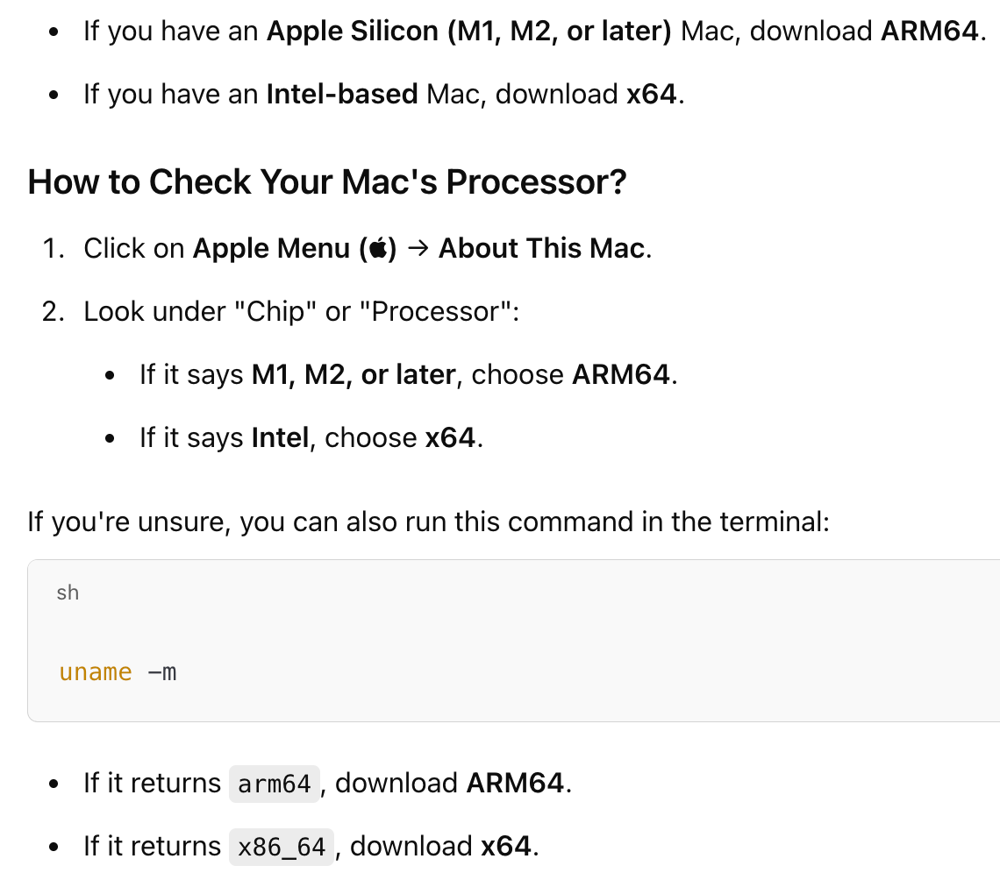 • If you have an Apple Silicon (M1, M2, or later) Mac, download ARM64.
• If you have an Intel-based Mac, download x64.
How to Check Your Mac's Processor?
1. Click on Apple Menu () → About This Mac.
2. Look under "Chip" or "Processor":
• If it says M1, M2, or later, choose ARM64.
• If it says Intel, choose x64.
If you're unsure, you can also run this command in the terminal:
sh
uname -m
• If it returns arm64, download ARM64.
• If it returns x86_64, download x64.